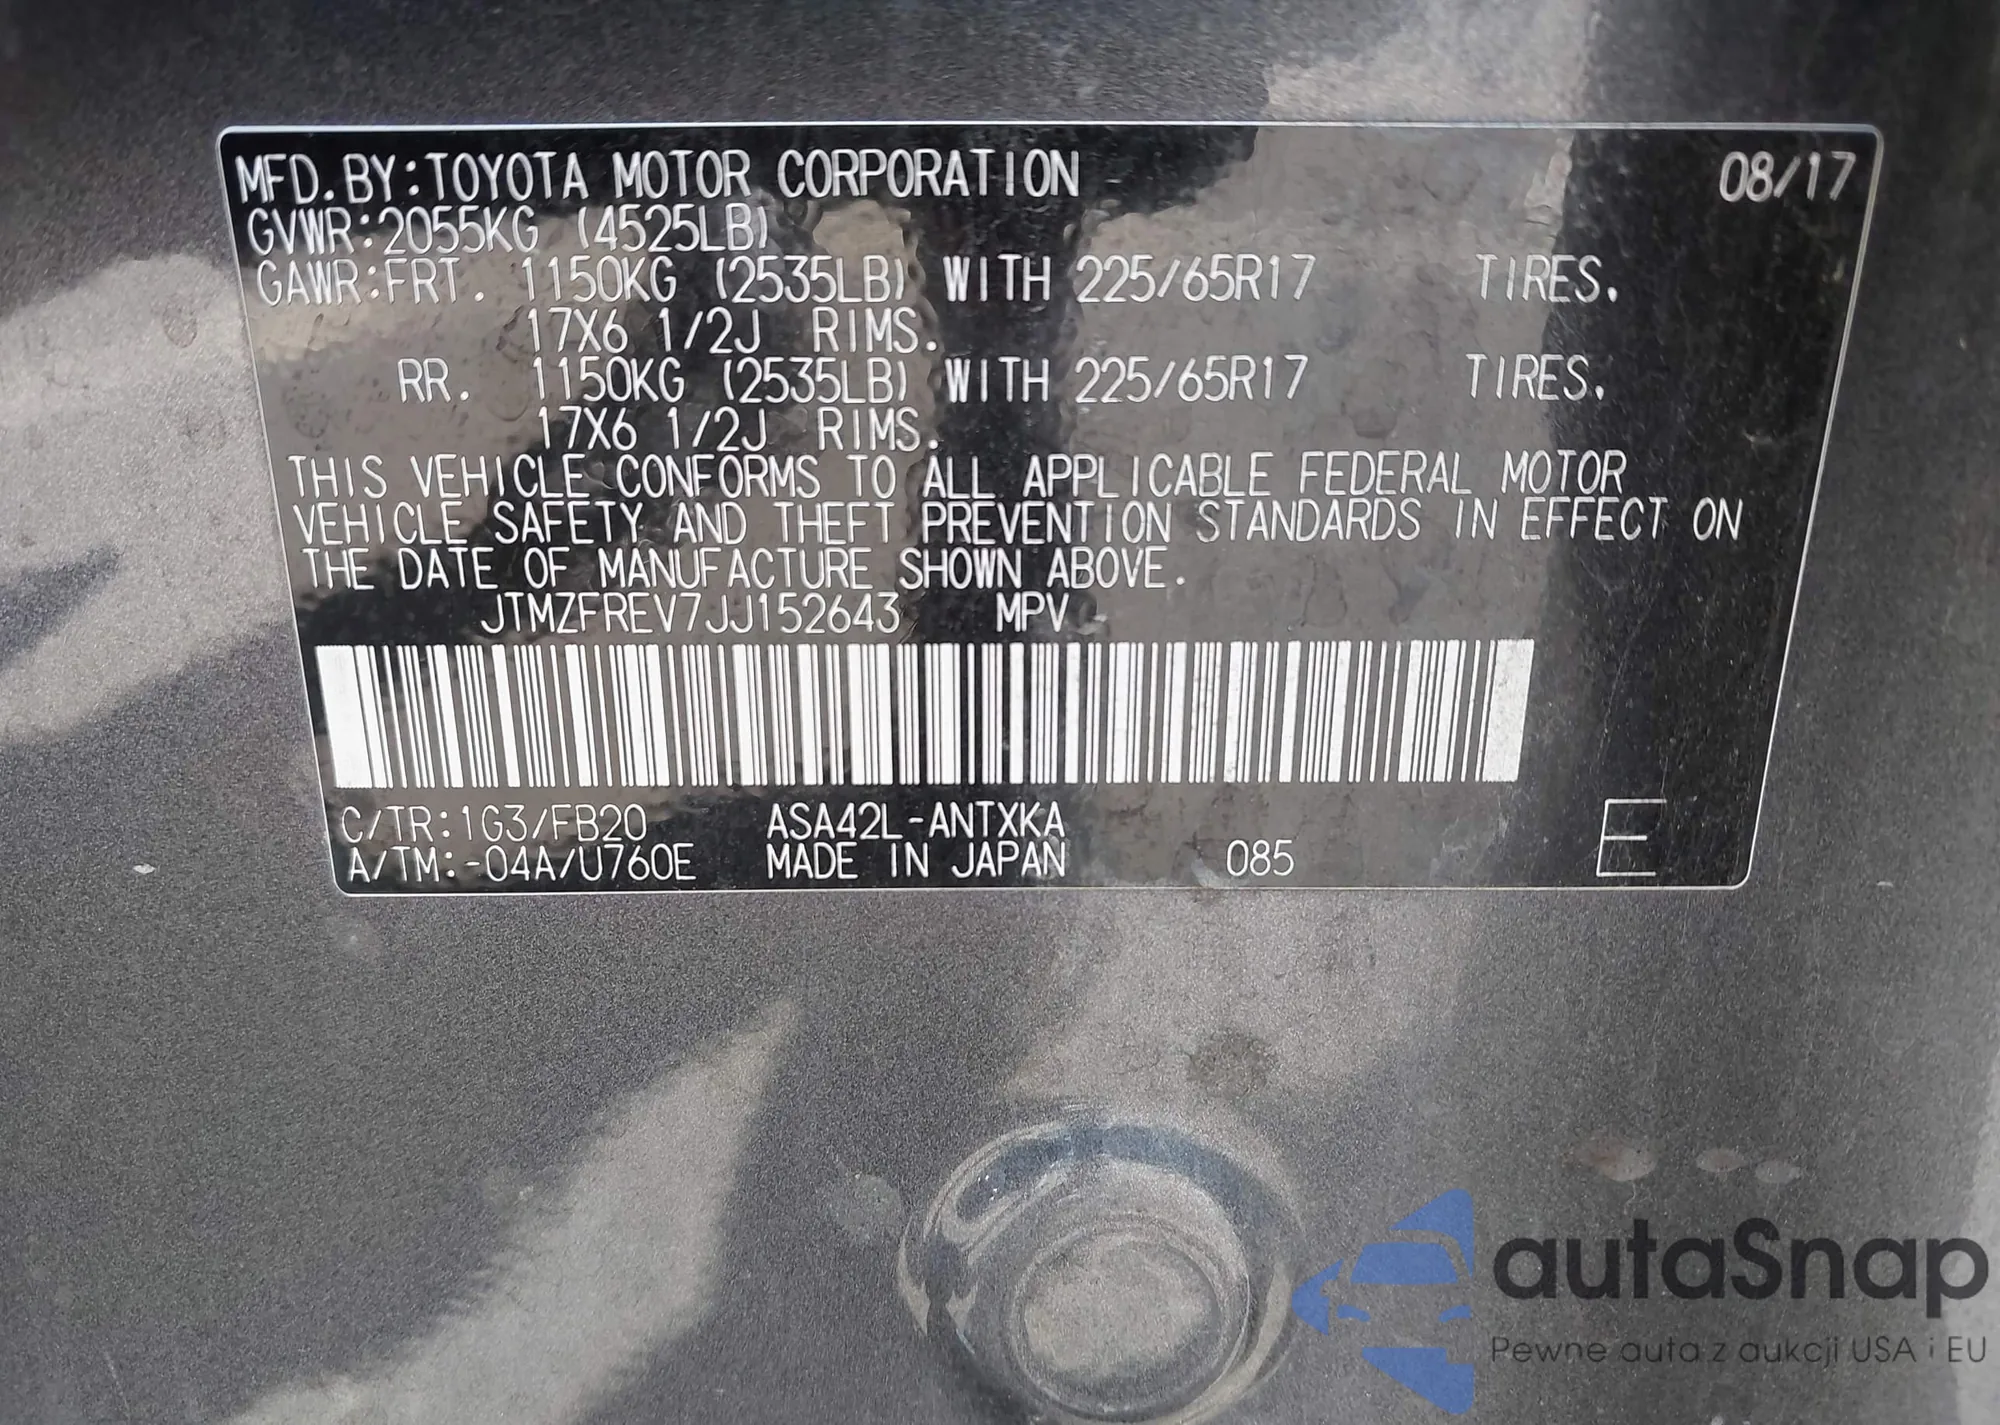 MFD.BY:TOYOTA MOTOR CORPORATION 08/17
GVWR:2055KG (4525LB)
GAWR:FRT. 1150KG (2535LB) WITH 225/65R17 TIRES.
17X6 1/2J RIMS.
RR. 1150KG (2535LB) WITH 225/65R17 TIRES.
17X6 1/2J RIMS.
THIS VEHICLE CONFORMS TO ALL APPLICABLE FEDERAL MOTOR
VEHICLE SAFETY AND THEFT PREVENTION STANDARDS IN EFFECT ON
THE DATE OF MANUFACTURE SHOWN ABOVE.
JTMZFREV7JJ152643 MPV
C/TR:1G3/FB20 ASA42L-ANTXKA
A/TM:-04A/U760E MADE IN JAPAN 085 E
autaSnap
Pewne auta z aukcji USA i EU